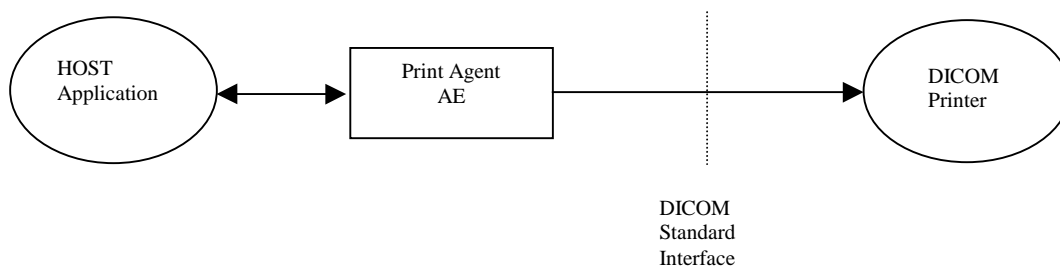 HOST
Application
Print Agent
AE
DICOM
Printer
DICOM
Standard
Interface